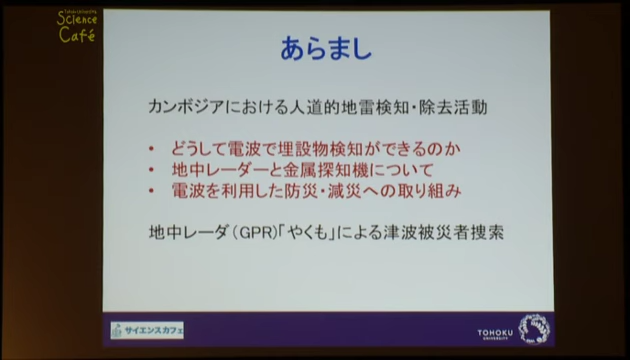 Tohoku University
Science
Café
あらまし
カンボジアにおける人道的地雷検知・除去活動
• どうして電波で埋設物検知ができるのか
• 地中レーダーと金属探知機について
• 電波を利用した防災・減災への取り組み
地中レーダ(GPR)「やくも」による津波被災者捜索
サイエンスカフェ
TOHOKU
UNIVERSITY